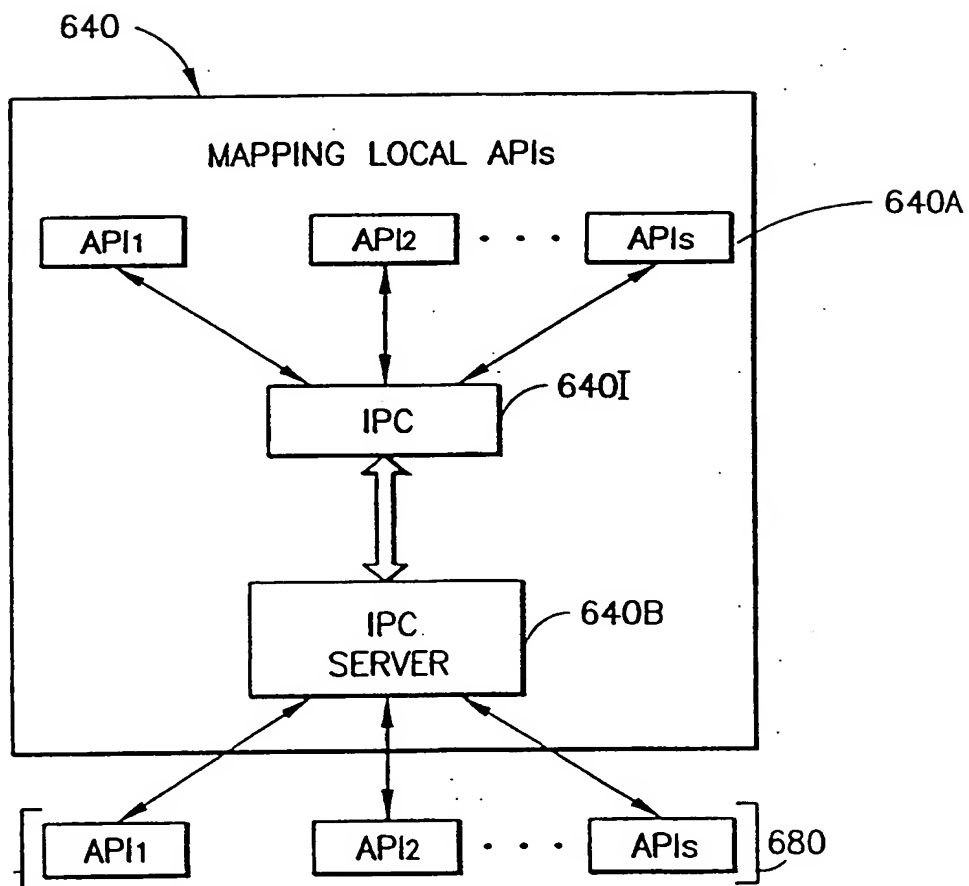 640
MAPPING LOCAL APIs
640A
API1 API2 . . . APIs
640I
IPC
640B
IPC
SERVER
API1 API2 . . . APIs
680